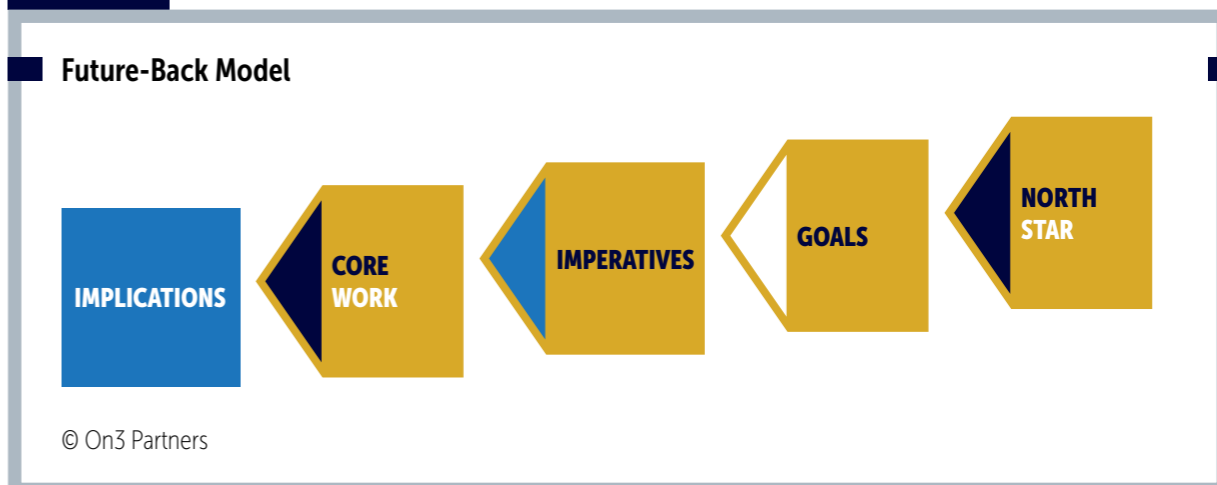 Future-Back Model
IMPLICATIONS
CORE
WORK
IMPERATIVES
GOALS
NORTH
STAR
© On3 Partners